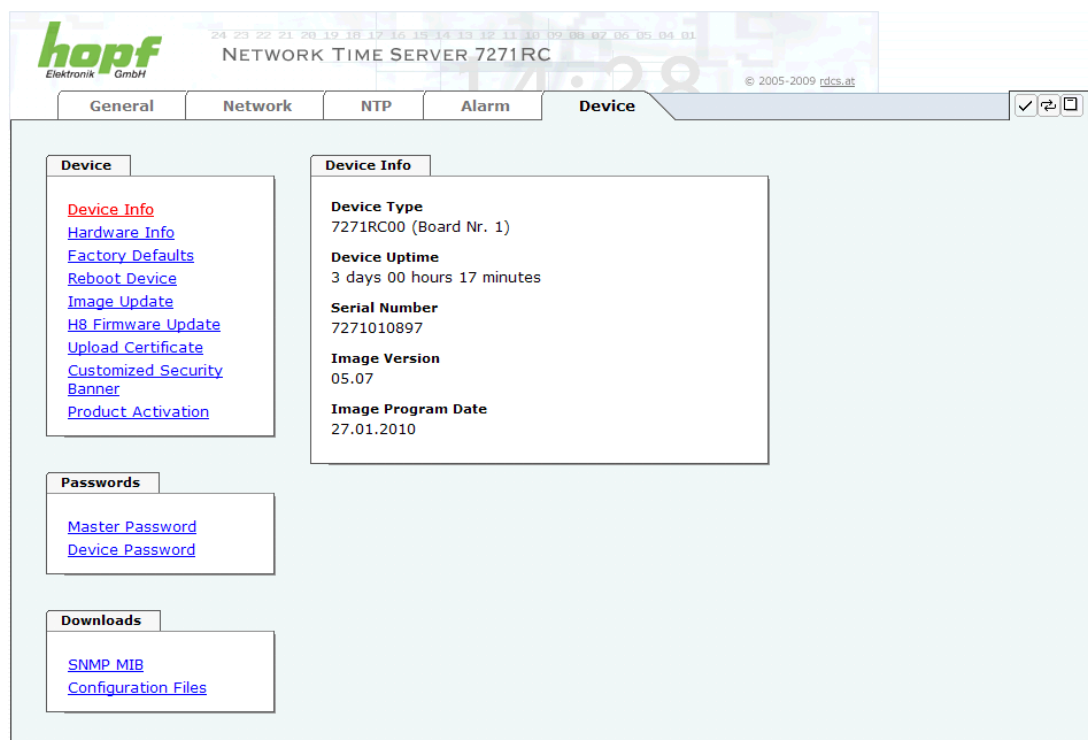 hopf
Elektronik GmbH
24 23 22 21 20 19 18 17 16 15 14 13 12 11 10 09 08 07 06 05 04 01
NETWORK TIME SERVER 7271RC
14:28
© 2005-2009 rdcs.at
General Network NTP Alarm Device
Device
Device Info
Hardware Info
Factory Defaults
Reboot Device
Image Update
H8 Firmware Update
Upload Certificate
Customized Security
Banner
Product Activation
Device Info
Device Type
7271RC00 (Board Nr. 1)
Device Uptime
3 days 00 hours 17 minutes
Serial Number
7271010897
Image Version
05.07
Image Program Date
27.01.2010
Passwords
Master Password
Device Password
Downloads
SNMP MIB
Configuration Files